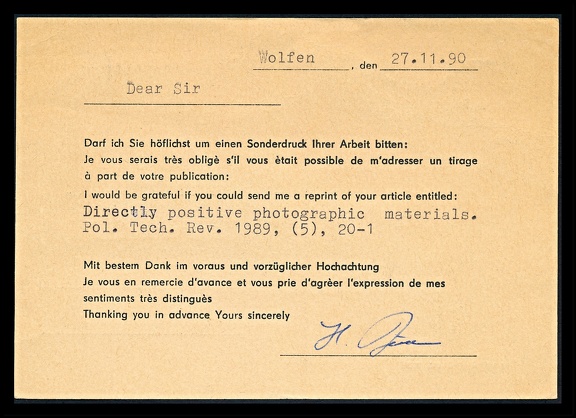 Wolfen, den 27.11.90
Dear Sir
Darf ich Sie höflichst um einen Sonderdruck Ihrer Arbeit bitten:
Je vous serais très obligè s'il vous ètait possible de m'adresser un tirage
à part de votre publication:
I would be grateful if you could send me a reprint of your article entitled:
Directly positive photographic materials.
Pol. Tech. Rev. 1989, (5), 20-1
Mit bestem Dank im voraus und vorzüglicher Hochachtung
Je vous en remercie d'avance et vous prie d'agrèer l'expression de mes
sentiments très distinguès
Thanking you in advance Yours sincerely
H.